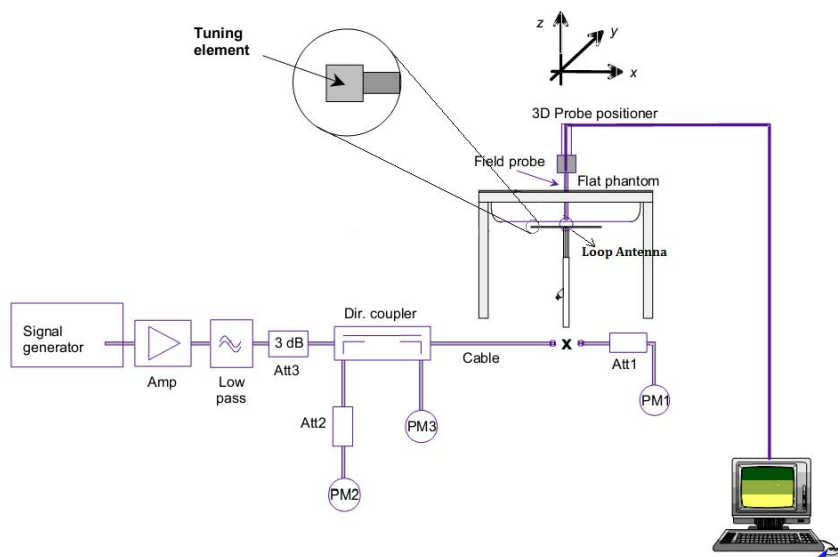 Tuning
element
z
y
x
3D Probe positioner
Field probe
Flat phantom
Loop Antenna
Signal
generator
Amp
Low
pass
3 dB
Att3
Dir. coupler
Cable
x
Att1
PM1
Att2
PM3
PM2